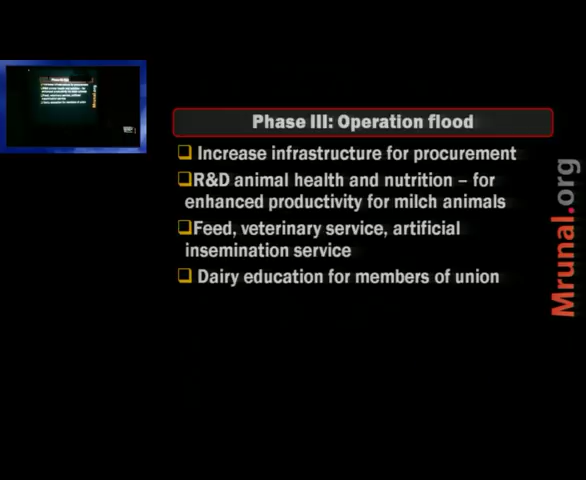 Phase III: Operation flood
❑ Increase infrastructure for procurement
❑R&D animal health and nutrition – for
enhanced productivity for milch animals
❑Feed, veterinary service, artificial
insemination service
❑ Dairy education for members of union
Mrunal.org